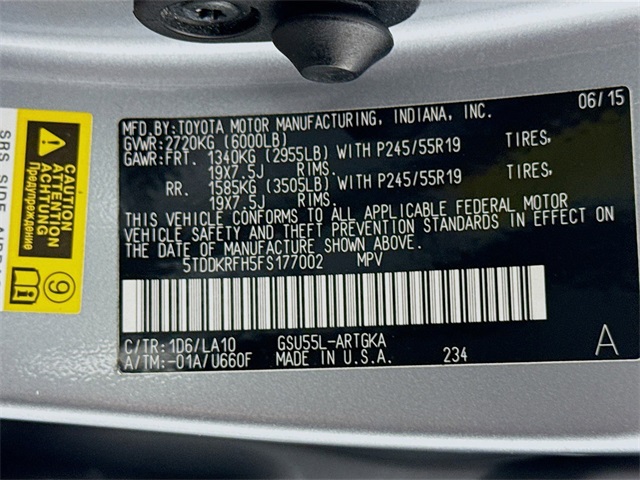 06/15
MFD.BY:TOYOTA MOTOR MANUFACTURING, INDIANA, INC.
GVWR:2720KG (6000LB)
GAWR:FRT. 1340KG (2955LB) WITH P245/55R19 TIRES,
19X7.5J RIMS.
RR. 1585KG (3505LB) WITH P245/55R19 TIRES,
19X7.5J RIMS.
THIS VEHICLE CONFORMS TO ALL APPLICABLE FEDERAL MOTOR
VEHICLE SAFETY AND THEFT PREVENTION STANDARDS IN EFFECT ON
THE DATE OF MANUFACTURE SHOWN ABOVE.
5TDDKRFH5FS177002 MPV
C/TR:1D6/LA10 GSU55L-ARTGKA
A/TM:-01A/U660F MADE IN U.S.A. 234
A
CAUTION
ATTENTION
ACHTUNG
Предупреждение
9
SRS SIDE